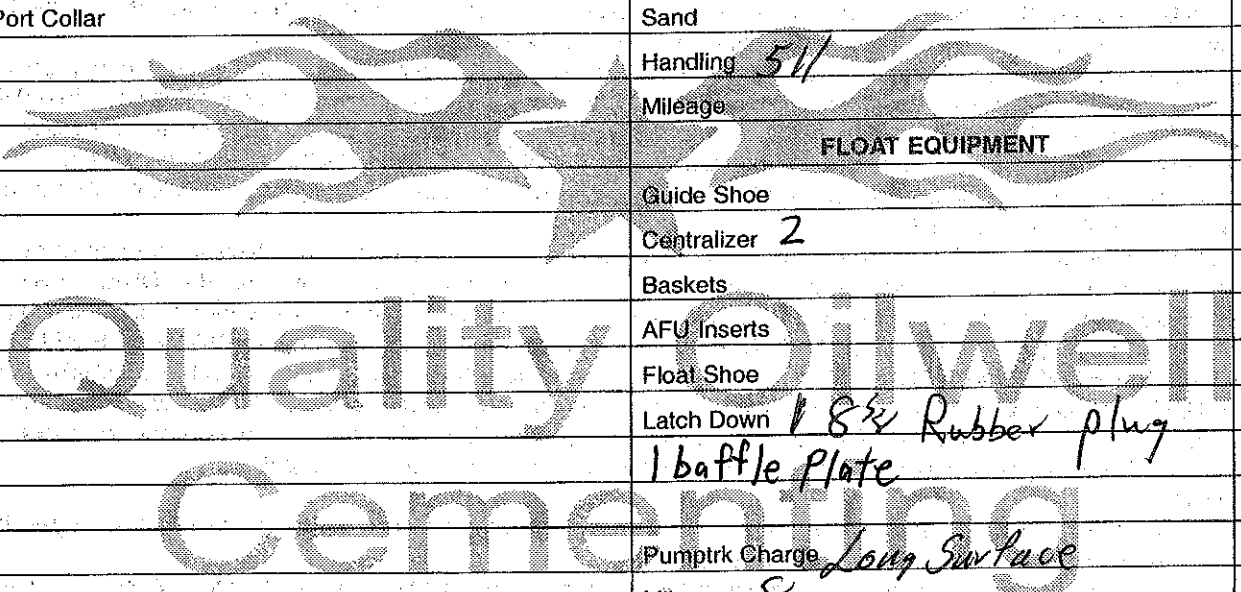 Port Collar
Sand
Handling 511
Mileage
FLOAT EQUIPMENT
Guide Shoe
Centralizer 2
Baskets
AFU Inserts
Float Shoe
Latch Down 1 8⅝ Rubber plug
1 baffle Plate
Pumptrk Charge Long Surface
Quality Oilwell
Cementing